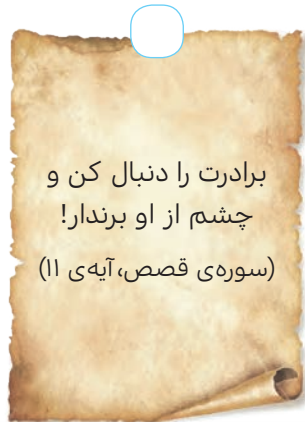 برادرت را دنبال کن و
چشم از او برندار!
(سوره‌ی قصص، آیه‌ی ۱۱)